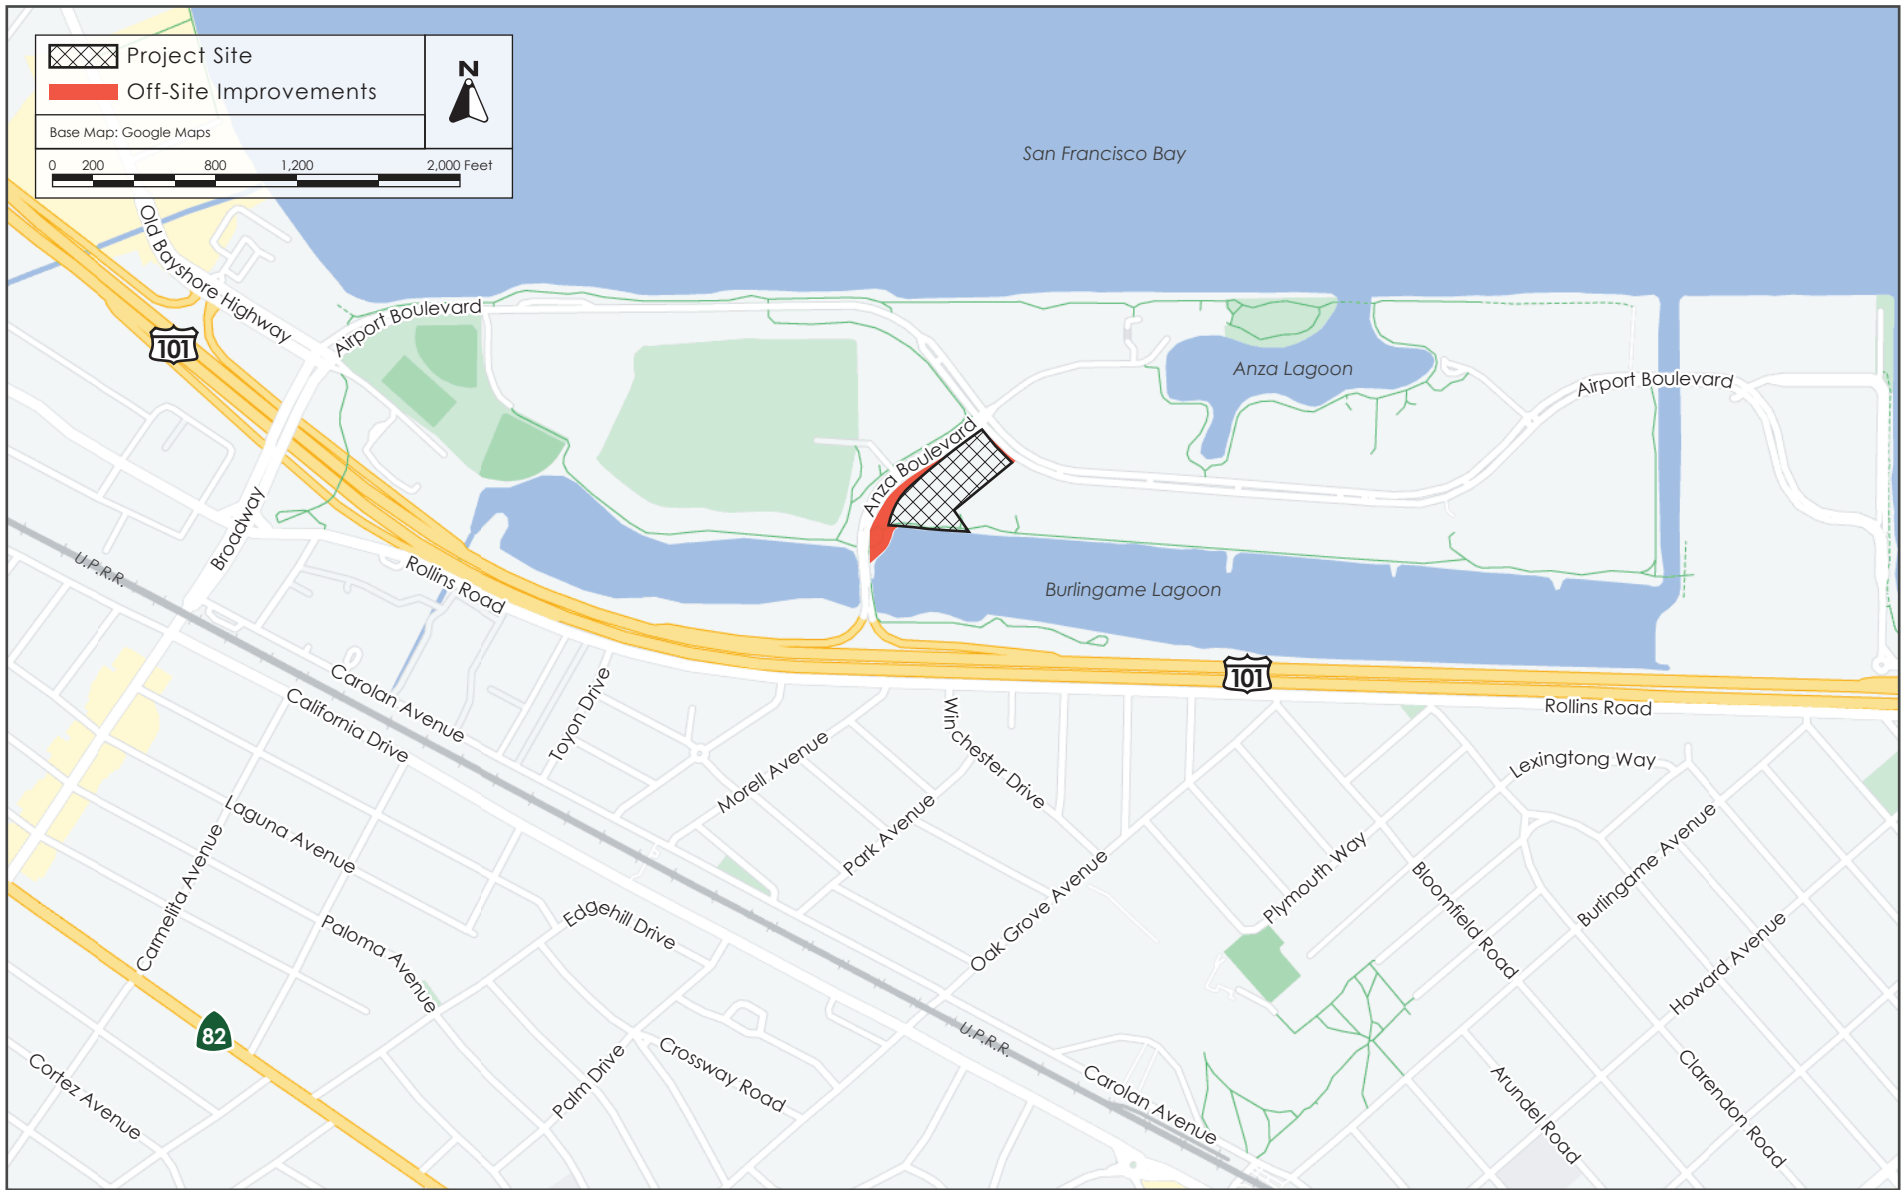 Project Site
Off-Site Improvements
N
Base Map: Google Maps
0 200 800 1,200 2,000 Feet
San Francisco Bay
Old Bayshore Highway
Airport Boulevard
101
Anza Lagoon
Airport Boulevard
Anza Boulevard
Broadway
U.P.R.R.
Rollins Road
Burlingame Lagoon
101
Rollins Road
Carolan Avenue
California Drive
Toyon Drive
Morell Avenue
Winchester Drive
Lexingtong Way
Laguna Avenue
Park Avenue
Carmelita Avenue
Plymouth Way
Burlingame Avenue
Oak Grove Avenue
Bloomfield Road
Edgehill Drive
Paloma Avenue
Howard Avenue
82
U.P.R.R.
Cortez Avenue
Palm Drive
Crossway Road
Carolan Avenue
Arundel Road
Clarendon Road